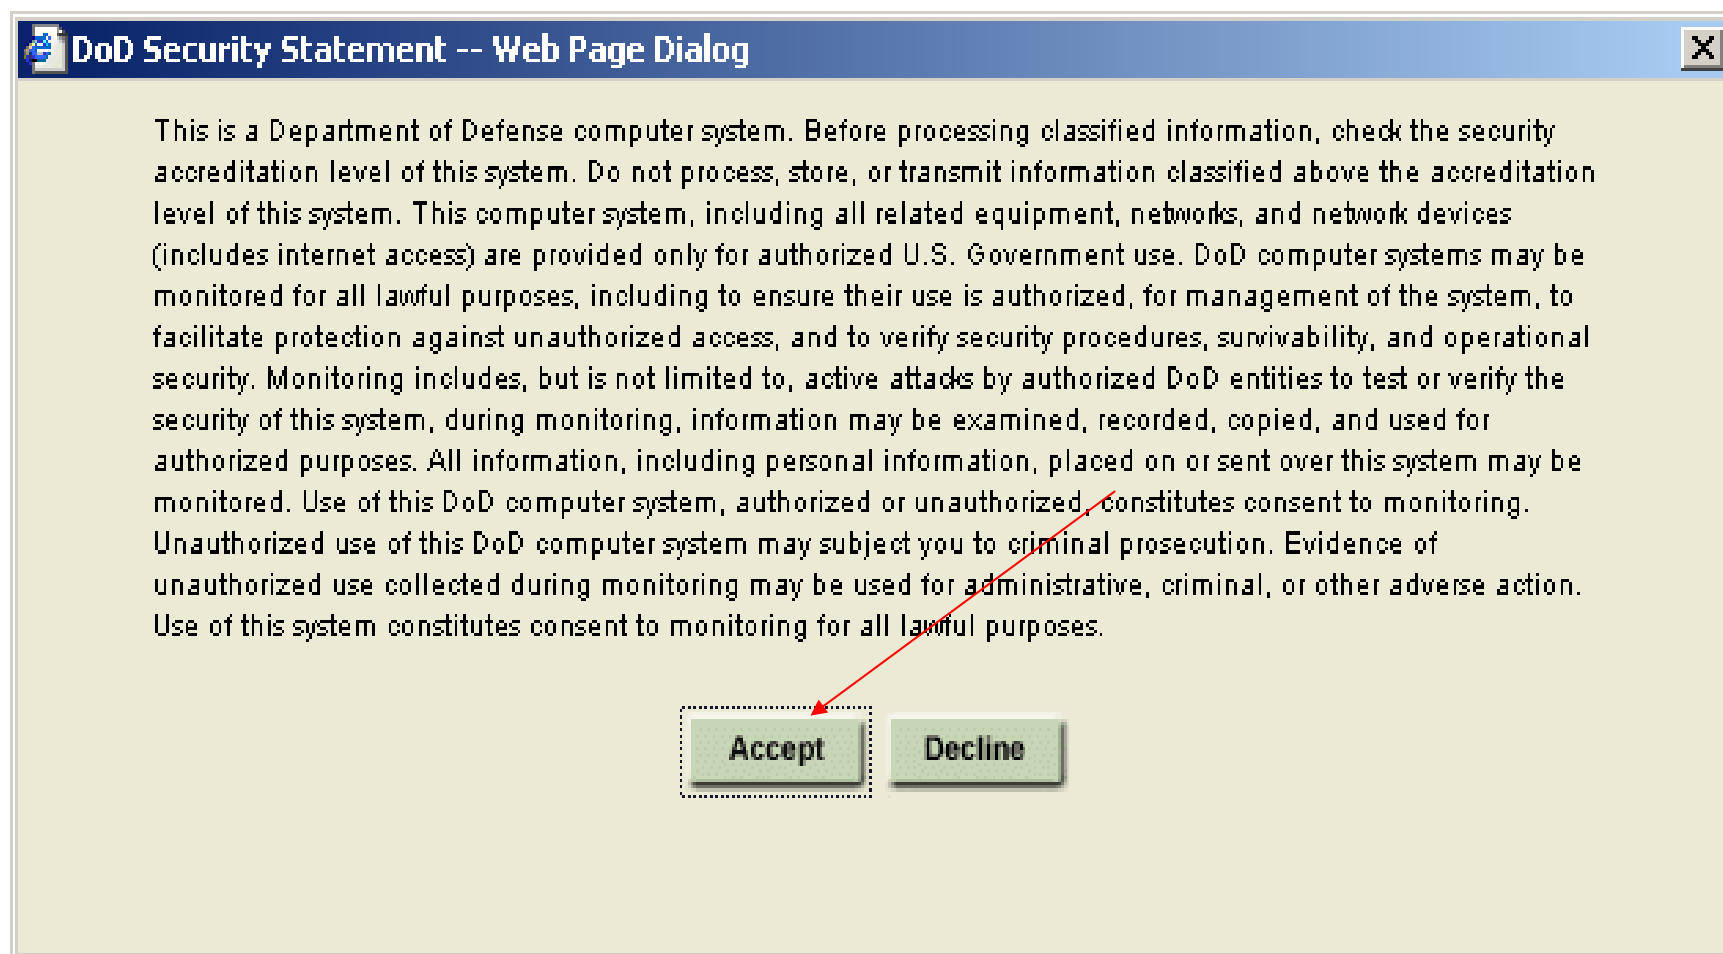 DoD Security Statement -- Web Page Dialog
This is a Department of Defense computer system. Before processing classified information, check the security
accreditation level of this system. Do not process, store, or transmit information classified above the accreditation
level of this system. This computer system, including all related equipment, networks, and network devices
(includes internet access) are provided only for authorized U.S. Government use. DoD computer systems may be
monitored for all lawful purposes, including to ensure their use is authorized, for management of the system, to
facilitate protection against unauthorized access, and to verify security procedures, survivability, and operational
security. Monitoring includes, but is not limited to, active attacks by authorized DoD entities to test or verify the
security of this system, during monitoring, information may be examined, recorded, copied, and used for
authorized purposes. All information, including personal information, placed on or sent over this system may be
monitored. Use of this DoD computer system, authorized or unauthorized, constitutes consent to monitoring.
Unauthorized use of this DoD computer system may subject you to criminal prosecution. Evidence of
unauthorized use collected during monitoring may be used for administrative, criminal, or other adverse action.
Use of this system constitutes consent to monitoring for all lawful purposes.
Accept Decline